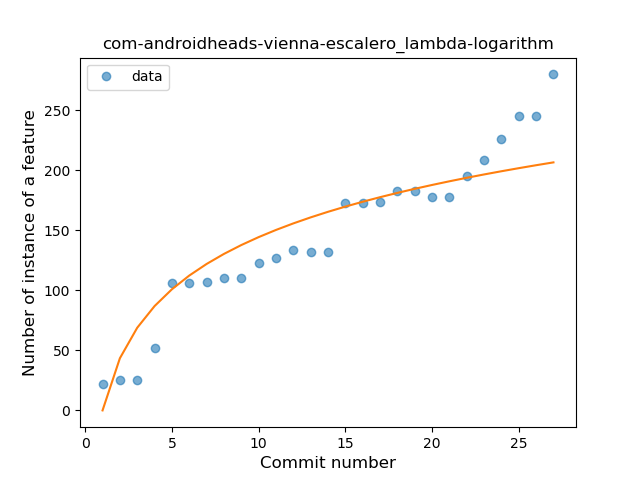 com-androidheads-vienna-escalero_lambda-logarithm
data
Number of instance of a feature
250
200
150
100
50
0
0 5 10 15 20 25
Commit number